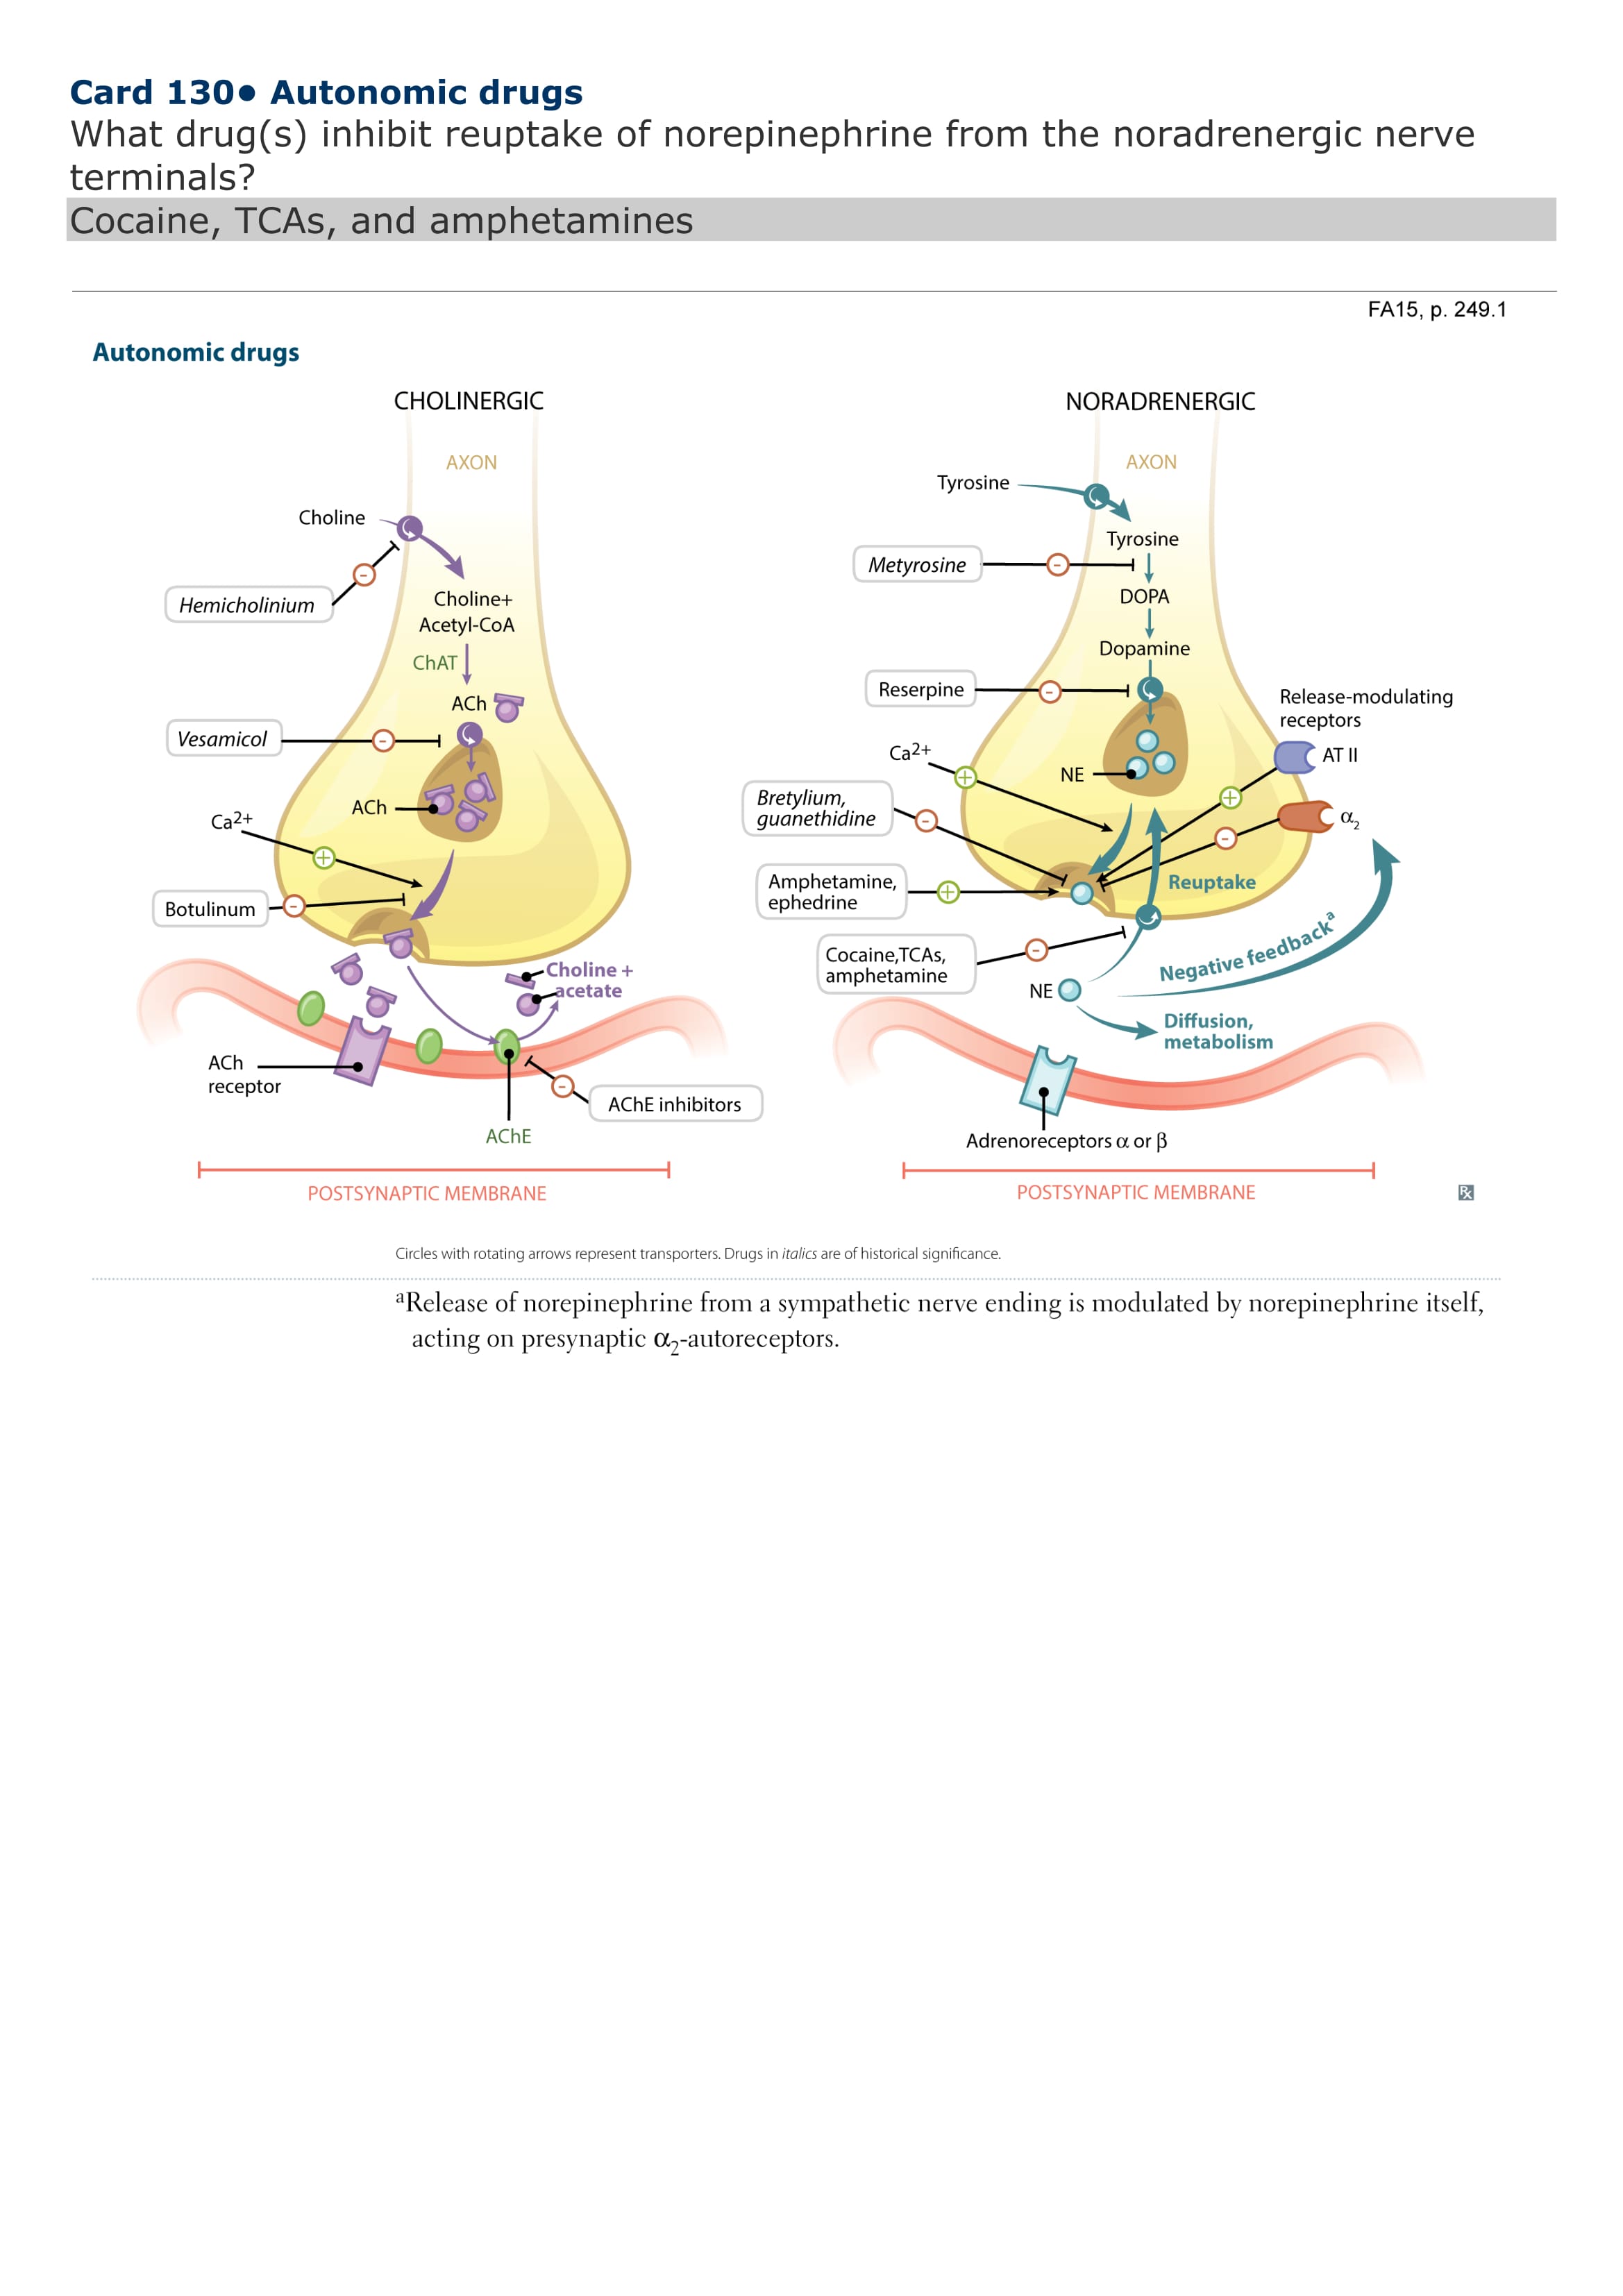 Card 130• Autonomic drugs
What drug(s) inhibit reuptake of norepinephrine from the noradrenergic nerve
terminals?
Cocaine, TCAs, and amphetamines
FA15, p. 249.1
Autonomic drugs
CHOLINERGIC
AXON
Choline
Hemicholinium
Choline+
Acetyl-CoA
ChAT
ACh
Vesamicol
ACh
Ca2+
Botulinum
Choline +
acetate
ACh
receptor
AChE inhibitors
AChE
POSTSYNAPTIC MEMBRANE
NORADRENERGIC
AXON
Tyrosine
Tyrosine
Metyrosine
DOPA
Dopamine
Reserpine
Release-modulating
receptors
AT II
Ca2+
NE
Bretylium,
guanethidine
α2
Amphetamine,
ephedrine
Reuptake
Negative feedbacka
Cocaine,TCAs,
amphetamine
NE
Diffusion,
metabolism
Adrenoreceptors α or β
POSTSYNAPTIC MEMBRANE
Rx
Circles with rotating arrows represent transporters. Drugs in italics are of historical significance.
aRelease of norepinephrine from a sympathetic nerve ending is modulated by norepinephrine itself,
acting on presynaptic α2-autoreceptors.